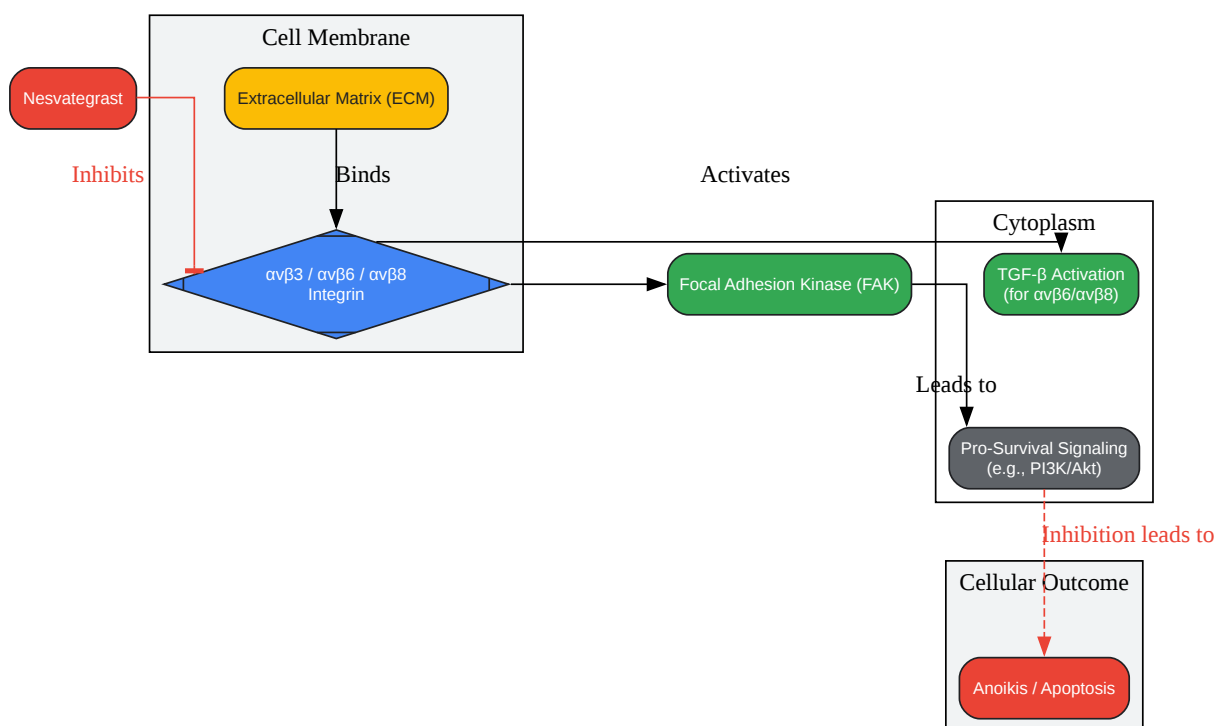 Cell Membrane
Nesvategrast
Extracellular Matrix (ECM)
Inhibits
Binds
Activates
Cytoplasm
αvβ3 / αvβ6 / αvβ8
Integrin
Focal Adhesion Kinase (FAK)
TGF-β Activation
(for αvβ6/αvβ8)
Leads to
Pro-Survival Signaling
(e.g., PI3K/Akt)
Inhibition leads to
Cellular Outcome
Anoikis / Apoptosis